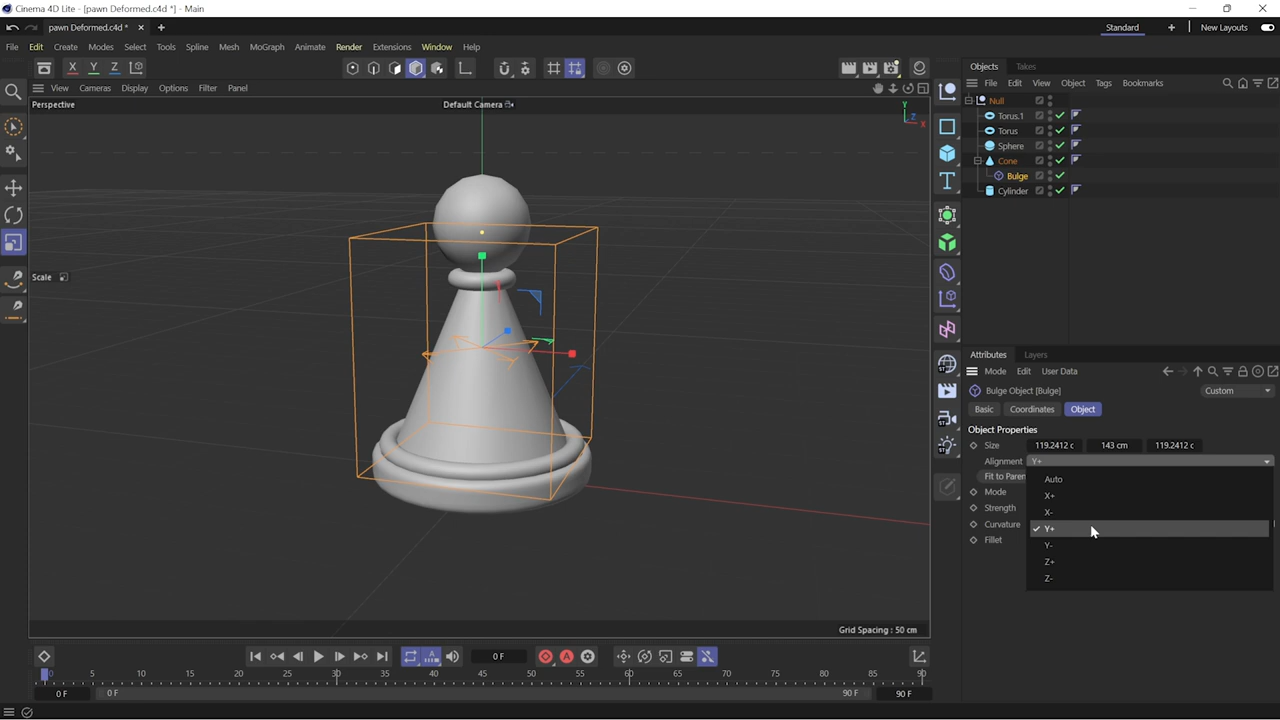 Cinema 4D Lite - [pawn Deformed.c4d *] - Main
pawn Deformed.c4d * × +
Standard + New Layouts
File Edit Create Modes Select Tools Spline Mesh MoGraph Animate Render Extensions Window Help
X Y Z
View Cameras Display Options Filter Panel
Perspective
Default Camera
Y
Z
X
Scale
Grid Spacing : 50 cm
Objects Takes
File Edit View Object Tags Bookmarks
Null
Torus.1
Torus
Sphere
Cone
Bulge
Cylinder
Attributes Layers
Mode Edit User Data
Bulge Object [Bulge]
Custom
Basic Coordinates Object
Object Properties
Size 119.2412 c 143 cm 119.2412 c
Alignment Y+
Fit to Paren
Mode
Strength
Curvature
Fillet
Auto
X+
X-
Y+
Y-
Z+
Z-
0 F
0 5 10 15 20 25 30 35 40 45 50 55 60 65 70 75 80 85 90
0 F 0 F 90 F 90 F